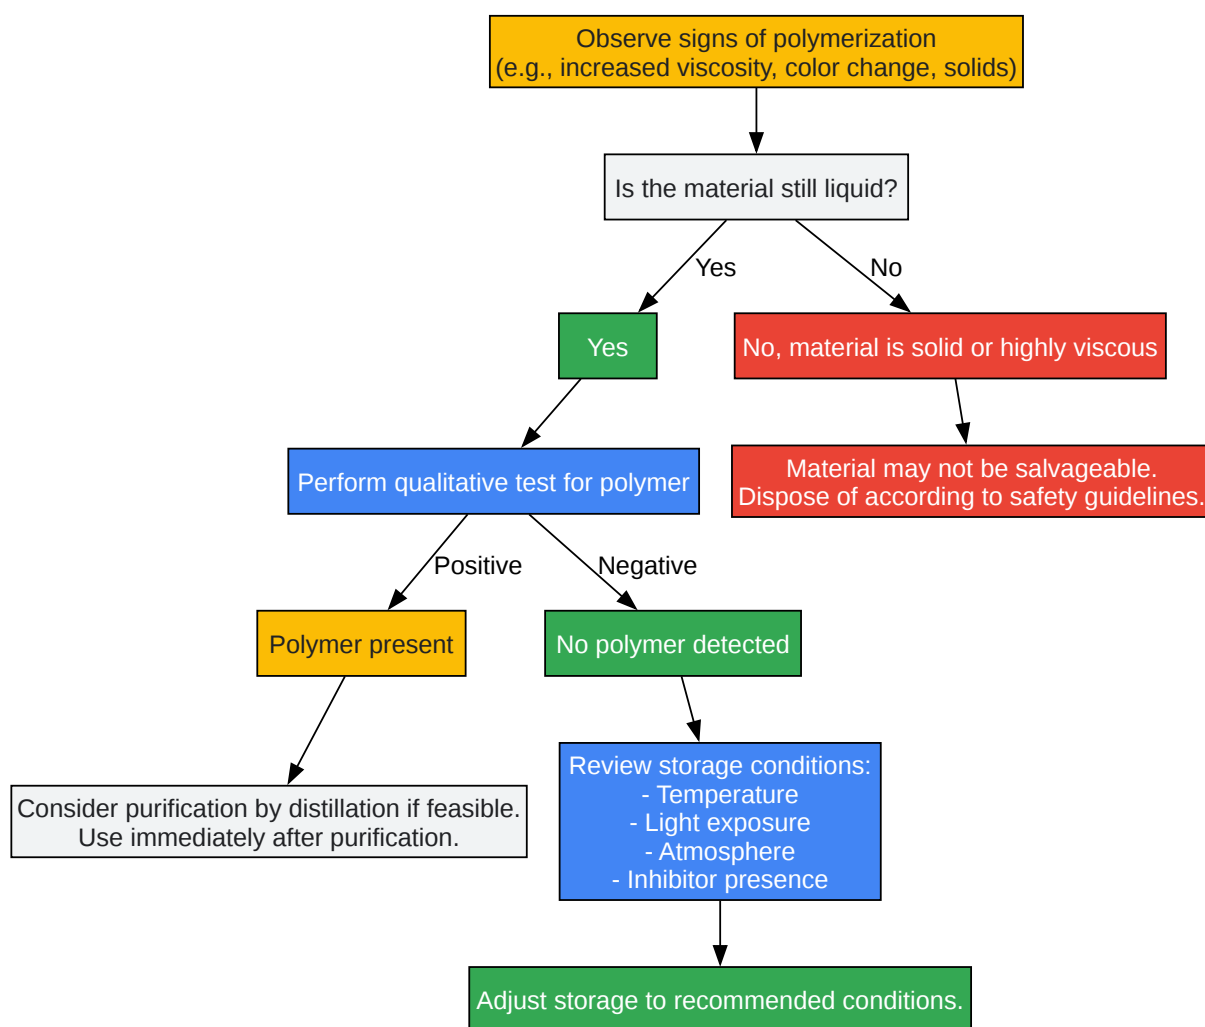 Observe signs of polymerization
(e.g., increased viscosity, color change, solids)
Is the material still liquid?
Yes
No
Yes
No, material is solid or highly viscous
Perform qualitative test for polymer
Material may not be salvageable.
Dispose of according to safety guidelines.
Positive
Negative
Polymer present
No polymer detected
Consider purification by distillation if feasible.
Use immediately after purification.
Review storage conditions:
- Temperature
- Light exposure
- Atmosphere
- Inhibitor presence
Adjust storage to recommended conditions.